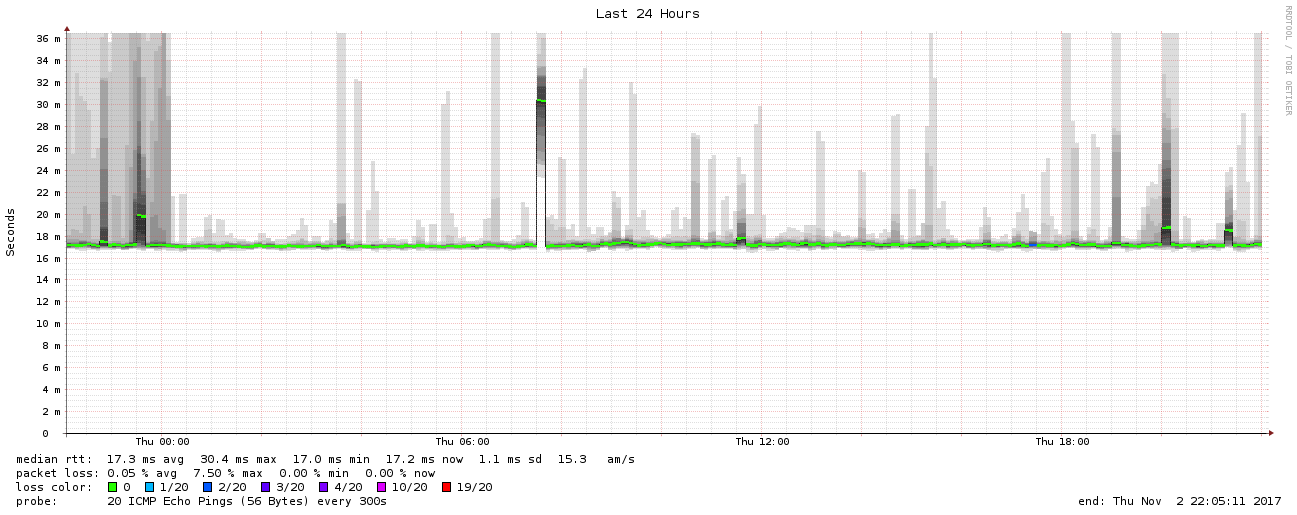 Last 24 Hours
RRDTOOL / TOBI OETIKER
Seconds
36 m
34 m
32 m
30 m
28 m
26 m
24 m
22 m
20 m
18 m
16 m
14 m
12 m
10 m
8 m
6 m
4 m
2 m
0
Thu 00:00 Thu 06:00 Thu 12:00 Thu 18:00
median rtt: 17.3 ms avg 30.4 ms max 17.0 ms min 17.2 ms now 1.1 ms sd 15.3 am/s
packet loss: 0.05 % avg 7.50 % max 0.00 % min 0.00 % now
loss color: 0 1/20 2/20 3/20 4/20 10/20 19/20
probe: 20 ICMP Echo Pings (56 Bytes) every 300s end: Thu Nov 2 22:05:11 2017